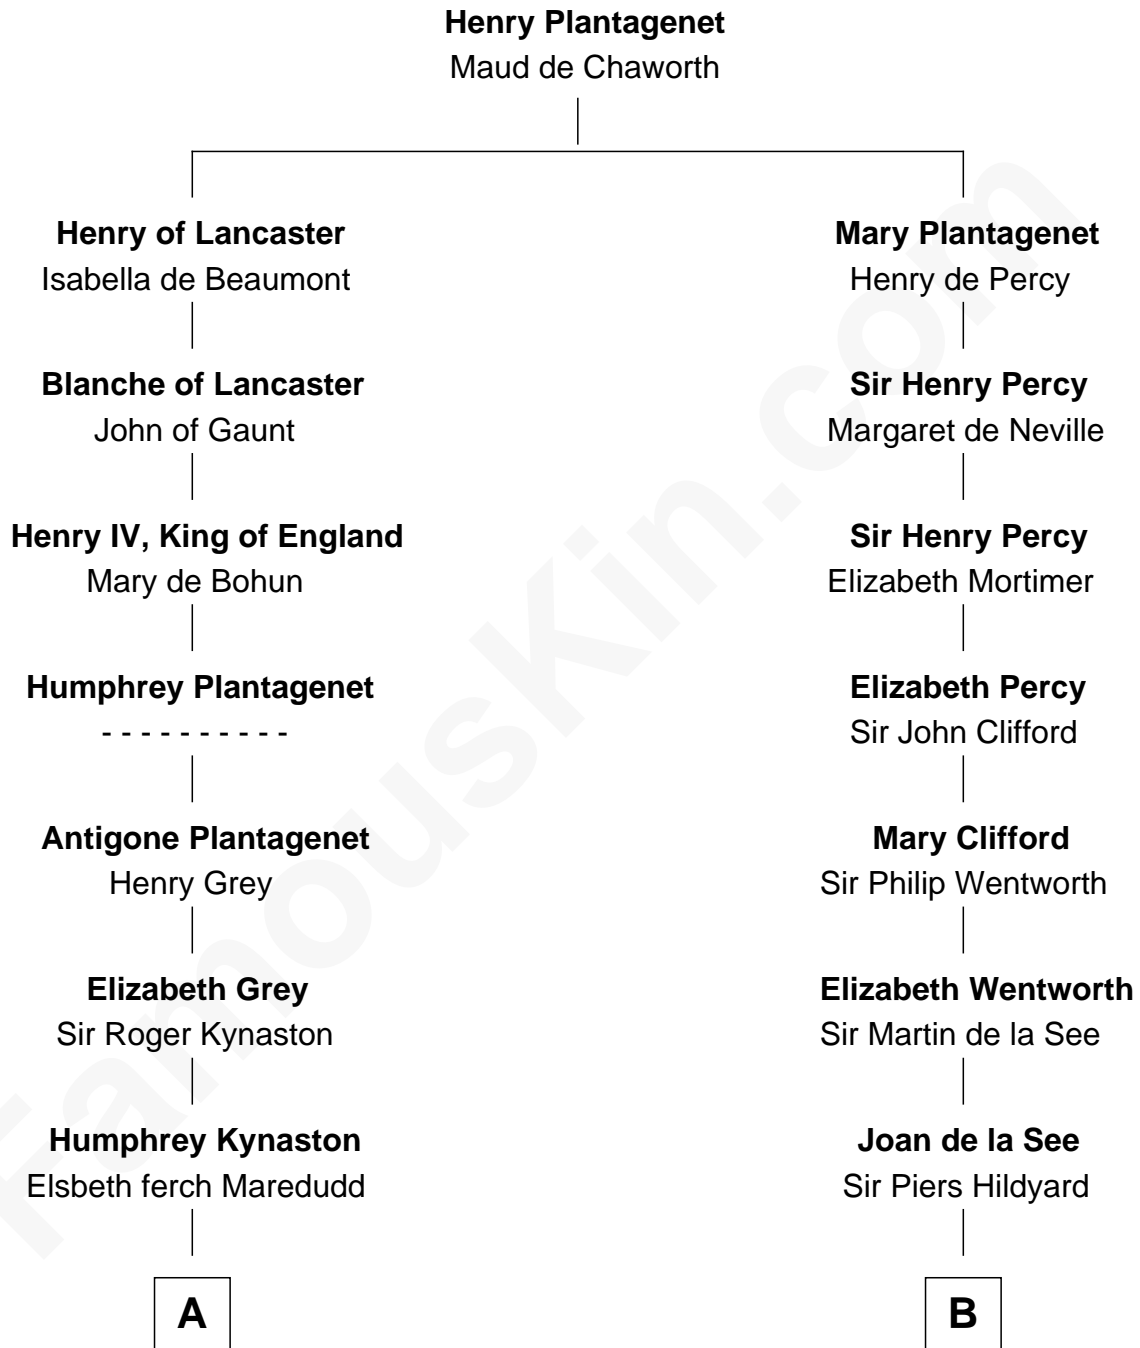 Henry Plantagenet
Maud de Chaworth
Henry of Lancaster
Isabella de Beaumont
Mary Plantagenet
Henry de Percy
Blanche of Lancaster
John of Gaunt
Sir Henry Percy
Margaret de Neville
Henry IV, King of England
Mary de Bohun
Sir Henry Percy
Elizabeth Mortimer
Humphrey Plantagenet
- - - - - - - - - -
Elizabeth Percy
Sir John Clifford
Antigone Plantagenet
Henry Grey
Mary Clifford
Sir Philip Wentworth
Elizabeth Grey
Sir Roger Kynaston
Elizabeth Wentworth
Sir Martin de la See
Humphrey Kynaston
Elsbeth ferch Maredudd
Joan de la See
Sir Piers Hildyard
A
B
FamousKin.com